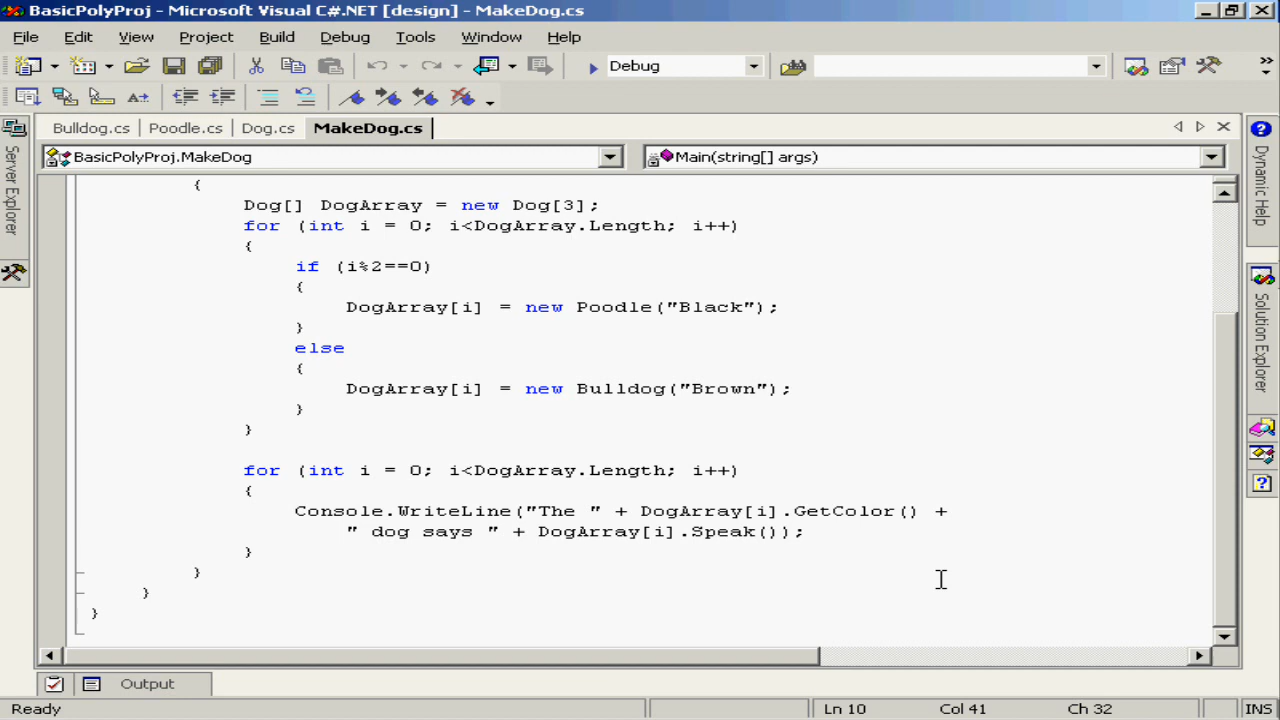 BasicPolyProj - Microsoft Visual C#.NET [design] - MakeDog.cs
File Edit View Project Build Debug Tools Window Help
Debug
Bulldog.cs Poodle.cs Dog.cs MakeDog.cs
BasicPolyProj.MakeDog Main(string[] args)
Server Explorer
{
Dog[] DogArray = new Dog[3];
for (int i = 0; i<DogArray.Length; i++)
{
if (i%2==0)
{
DogArray[i] = new Poodle("Black");
}
else
{
DogArray[i] = new Bulldog("Brown");
}
}
for (int i = 0; i<DogArray.Length; i++)
{
Console.WriteLine("The " + DogArray[i].GetColor() +
" dog says " + DogArray[i].Speak());
}
}
}
}
Dynamic Help
Solution Explorer
Output
Ready Ln 10 Col 41 Ch 32 INS